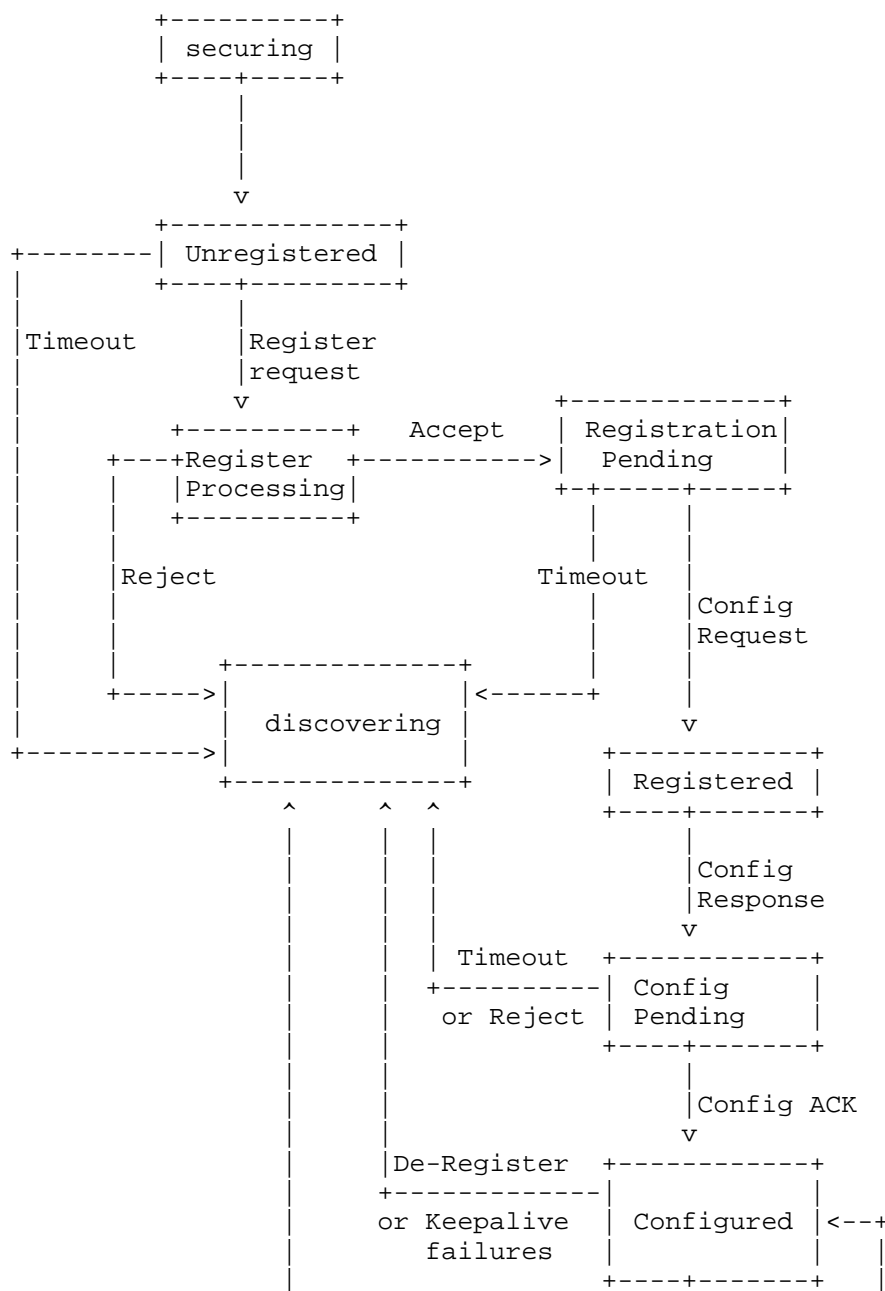 securing
Unregistered
Timeout Register
request
Accept Registration
Register Pending
Processing
Reject Timeout
Config
Request
discovering
Registered
Config
Response
Timeout
Config
or Reject Pending
Config ACK
De-Register
or Keepalive Configured
failures